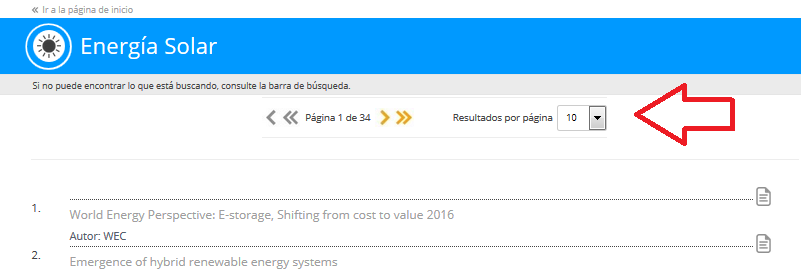 « Ir a la página de inicio
Energía Solar
Si no puede encontrar lo que está buscando, consulte la barra de búsqueda.
Página 1 de 34 Resultados por página 10
1.
World Energy Perspective: E-storage, Shifting from cost to value 2016
Autor: WEC
2.
Emergence of hybrid renewable energy systems